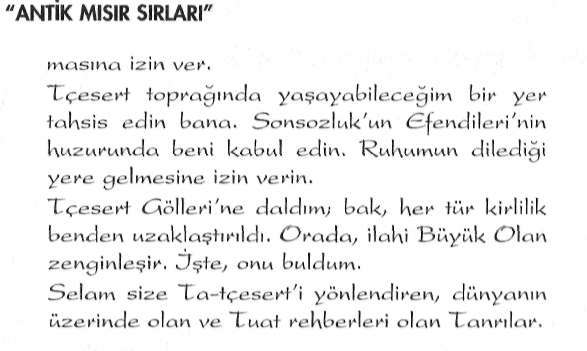 “ANTİK MISIR SIRLARI”
masına izin ver.
Tçesert toprağında yaşayabileceğim bir yer
tahsis edin bana. Sonsozluk'un Efendileri'nin
huzurunda beni kabul edin. Ruhumun dilediği
yere gelmesine izin verin.
Tçesert Gölleri'ne daldım; bak, her tür kirlilik
benden uzaklaştırıldı. Orada, ilahi Büyük Olan
zenginleşir. İşte, onu buldum.
Selam size Ta-tçesert'i yönlendiren, dünyanın
üzerinde olan ve Tuat rehberleri olan Tanrılar.